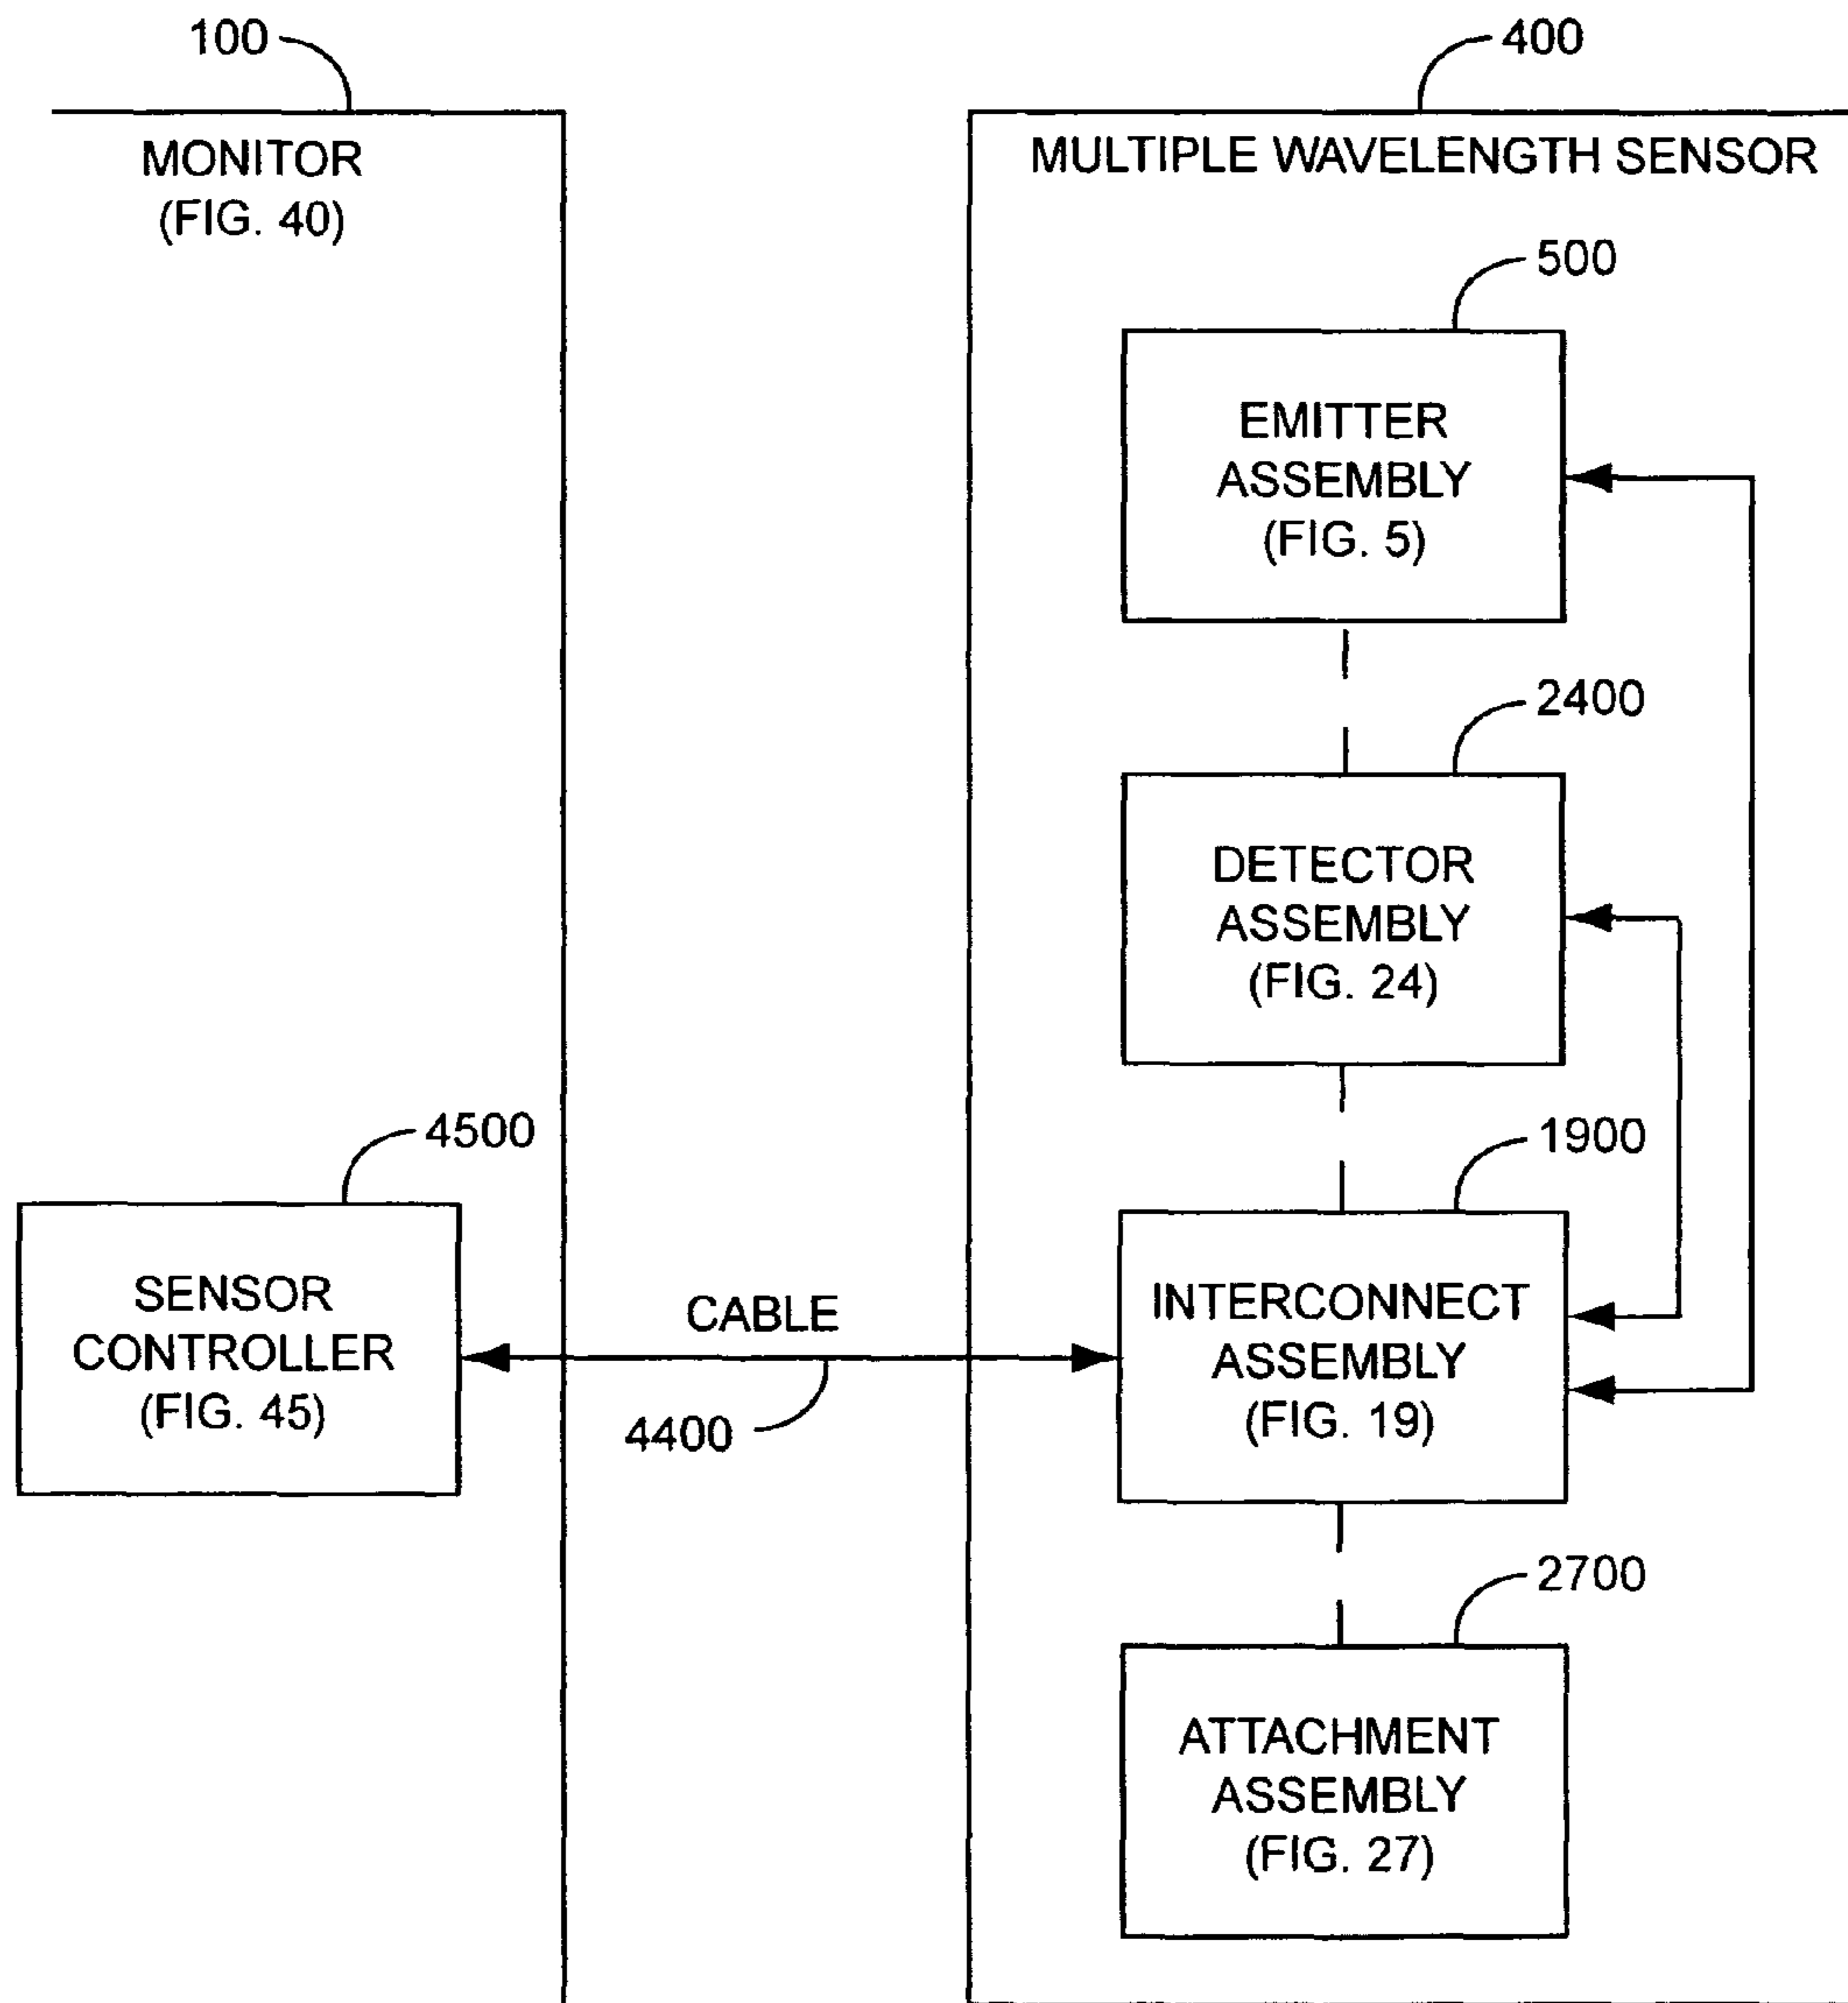 100
400
MONITOR
(FIG. 40)
MULTIPLE WAVELENGTH SENSOR
500
EMITTER
ASSEMBLY
(FIG. 5)
2400
DETECTOR
ASSEMBLY
(FIG. 24)
4500
1900
SENSOR
CONTROLLER
(FIG. 45)
CABLE
4400
INTERCONNECT
ASSEMBLY
(FIG. 19)
2700
ATTACHMENT
ASSEMBLY
(FIG. 27)